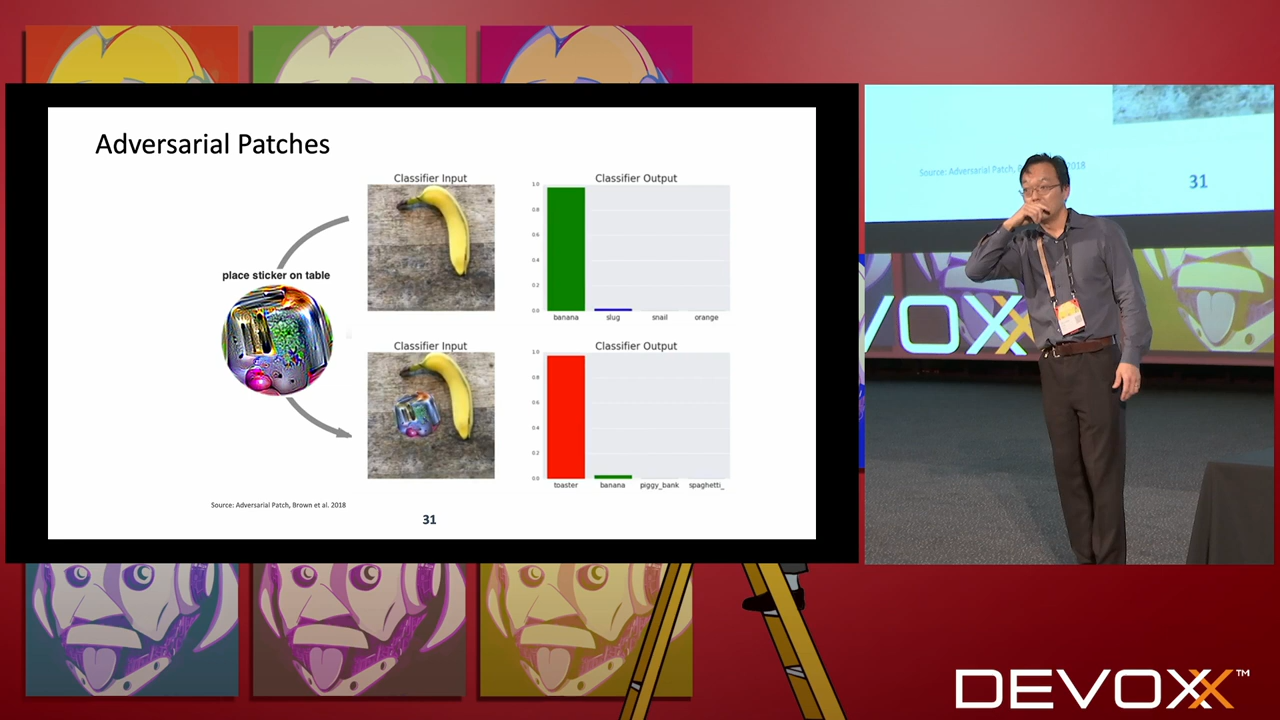 Adversarial Patches
Classifier Input
Classifier Output
1.0
0.8
0.6
0.4
0.2
0.0
banana slug snail orange
place sticker on table
Classifier Input
Classifier Output
1.0
0.8
0.6
0.4
0.2
0.0
toaster banana piggy_bank spaghetti_
Source: Adversarial Patch, Brown et al. 2018
31
Source: Adversarial Patch, 2018
31
VOXX
DEVOXX™